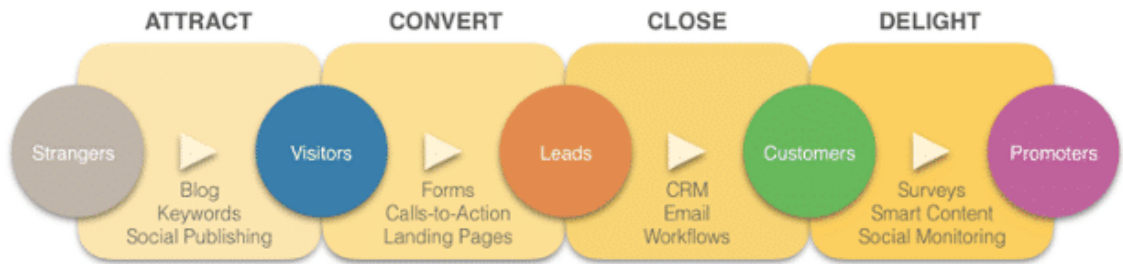 ATTRACT
CONVERT
CLOSE
DELIGHT
Strangers
Blog
Keywords
Social Publishing
Visitors
Forms
Calls-to-Action
Landing Pages
Leads
CRM
Email
Workflows
Customers
Surveys
Smart Content
Social Monitoring
Promoters